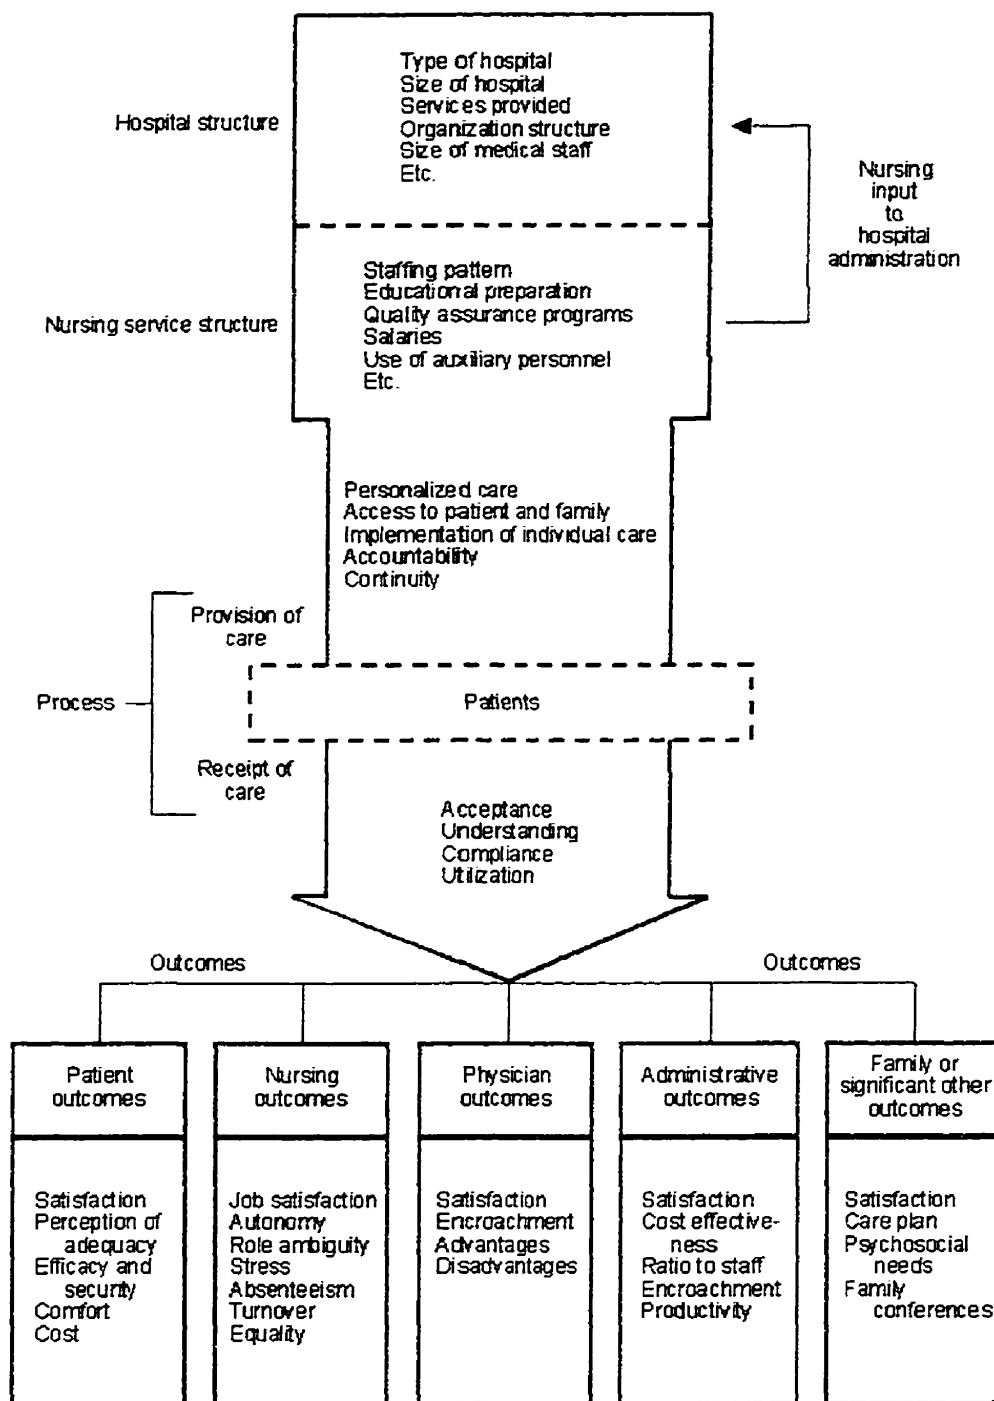 Type of hospital
Size of hospital
Services provided
Organization structure
Size of medical staff
Etc.
Hospital structure
Nursing
input
to
hospital
administration
Staffing pattern
Educational preparation
Quality assurance programs
Salaries
Use of auxiliary personnel
Etc.
Nursing service structure
Personalized care
Access to patient and family
Implementation of individual care
Accountability
Continuity
Provision of
care
Process
Patients
Receipt of
care
Acceptance
Understanding
Compliance
Utilization
Outcomes
Outcomes
Patient
outcomes
Satisfaction
Perception of
adequacy
Efficacy and
security
Comfort
Cost
Nursing
outcomes
Job satisfaction
Autonomy
Role ambiguity
Stress
Absenteeism
Turnover
Equality
Physician
outcomes
Satisfaction
Encroachment
Advantages
Disadvantages
Administrative
outcomes
Satisfaction
Cost effective-
ness
Ratio to staff
Encroachment
Productivity
Family or
significant other
outcomes
Satisfaction
Care plan
Psychosocial
needs
Family
conferences